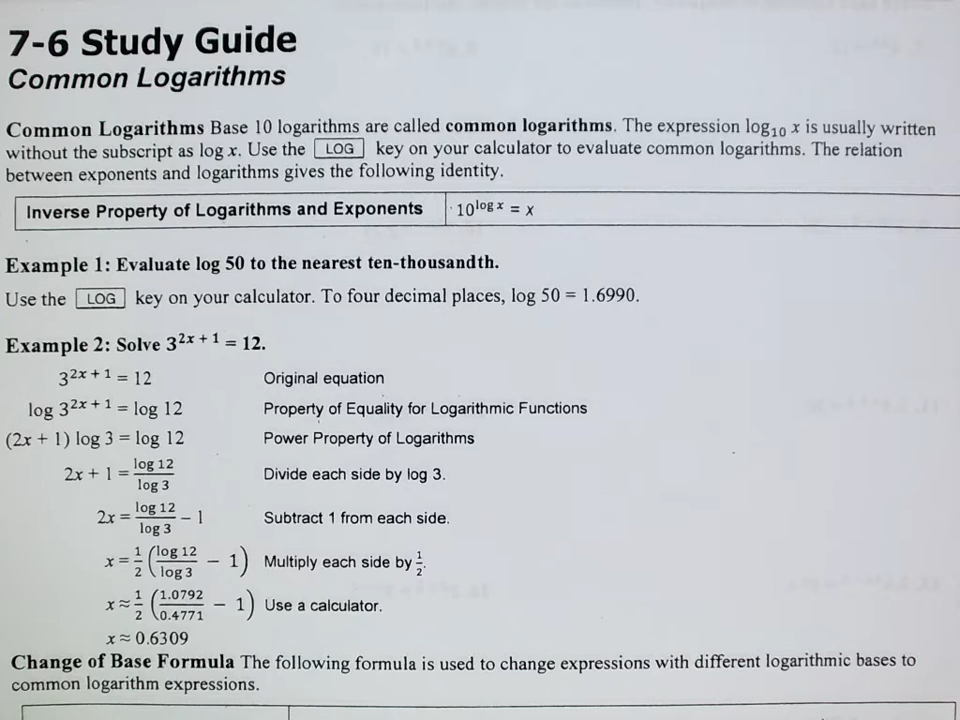 7-6 Study Guide
Common Logarithms
Common Logarithms Base 10 logarithms are called common logarithms. The expression log₁₀ x is usually written
without the subscript as log x. Use the LOG key on your calculator to evaluate common logarithms. The relation
between exponents and logarithms gives the following identity.
Inverse Property of Logarithms and Exponents 10^(log x) = x
Example 1: Evaluate log 50 to the nearest ten-thousandth.
Use the LOG key on your calculator. To four decimal places, log 50 = 1.6990.
Example 2: Solve 3^(2x + 1) = 12.
3^(2x + 1) = 12 Original equation
log 3^(2x + 1) = log 12 Property of Equality for Logarithmic Functions
(2x + 1) log 3 = log 12 Power Property of Logarithms
2x + 1 = log 12 / log 3 Divide each side by log 3.
2x = log 12 / log 3 − 1 Subtract 1 from each side.
x = 1/2 (log 12 / log 3 − 1) Multiply each side by 1/2.
x ≈ 1/2 (1.0792 / 0.4771 − 1) Use a calculator.
x ≈ 0.6309
Change of Base Formula The following formula is used to change expressions with different logarithmic bases to
common logarithm expressions.